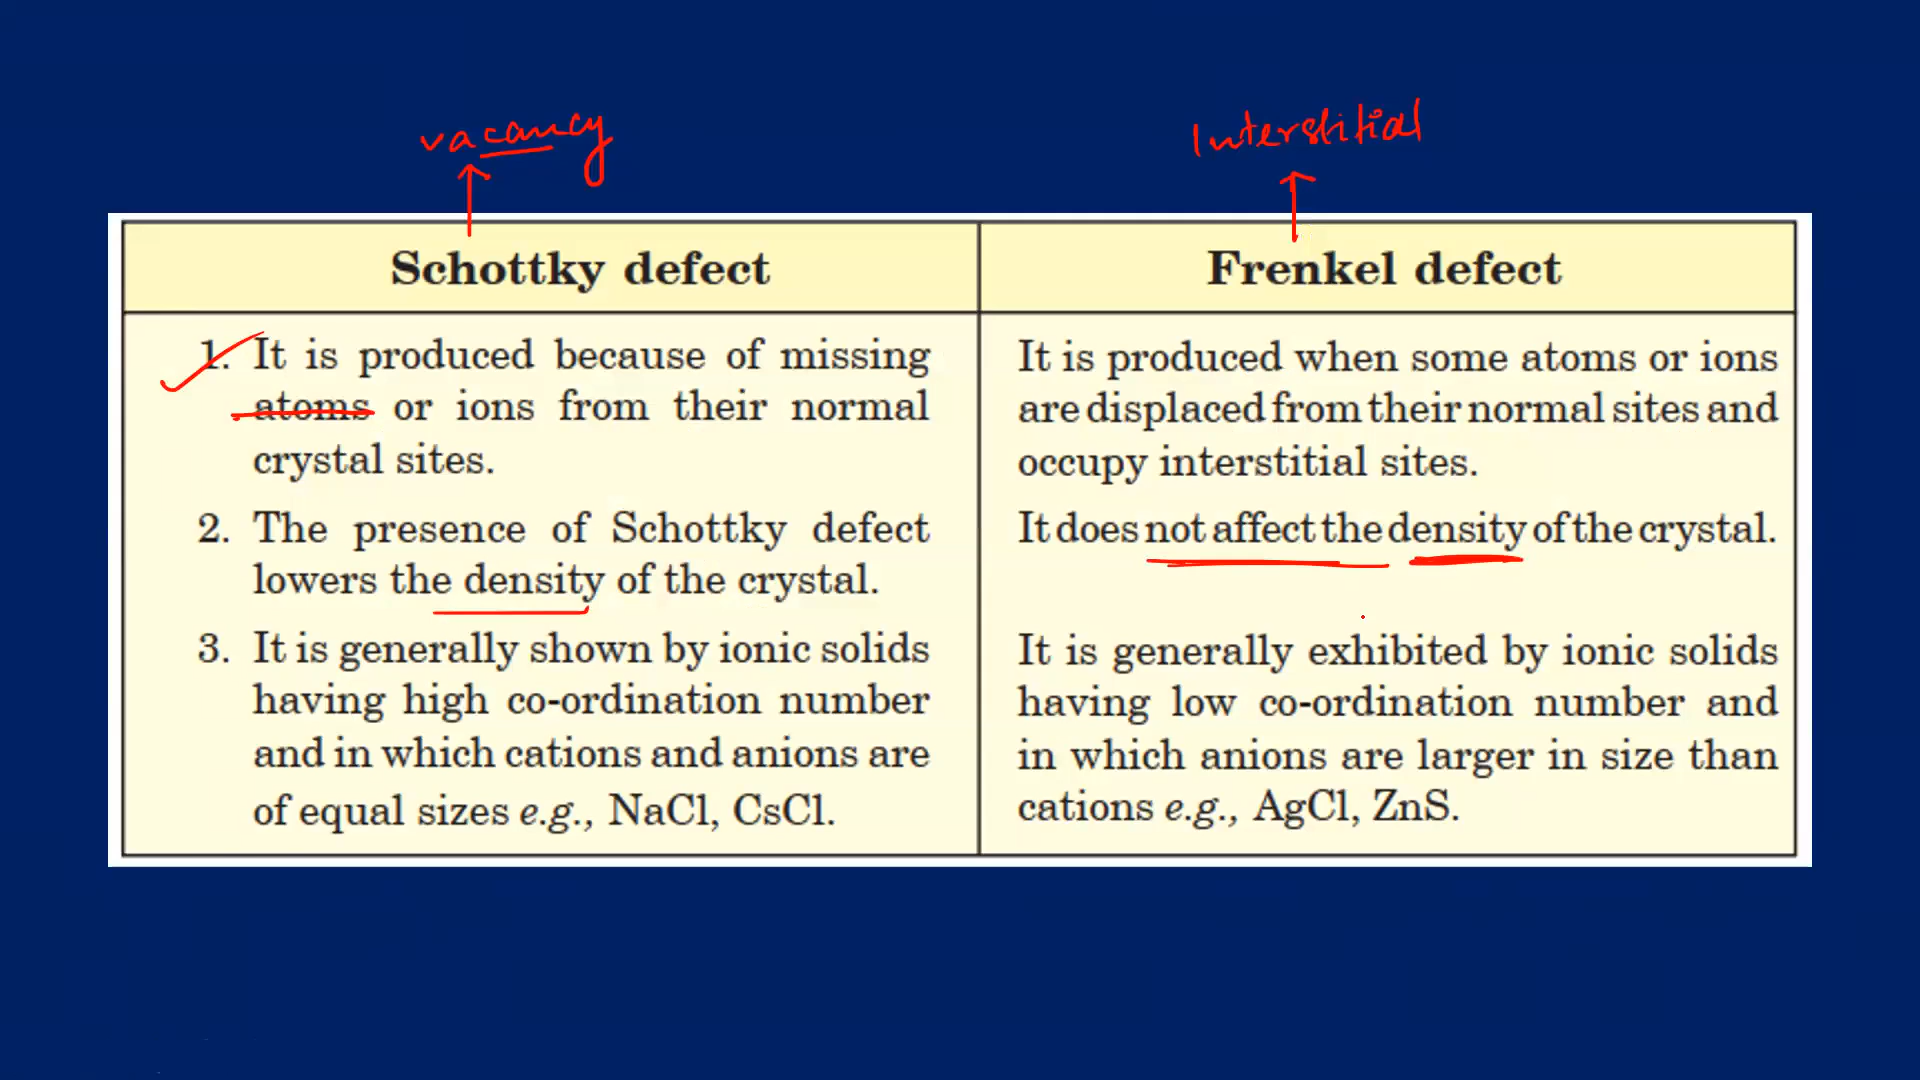 vacancy
Interstitial
Schottky defect
Frenkel defect
1. It is produced because of missing
atoms or ions from their normal
crystal sites.
It is produced when some atoms or ions
are displaced from their normal sites and
occupy interstitial sites.
2. The presence of Schottky defect
lowers the density of the crystal.
It does not affect the density of the crystal.
3. It is generally shown by ionic solids
having high co-ordination number
and in which cations and anions are
of equal sizes e.g., NaCl, CsCl.
It is generally exhibited by ionic solids
having low co-ordination number and
in which anions are larger in size than
cations e.g., AgCl, ZnS.